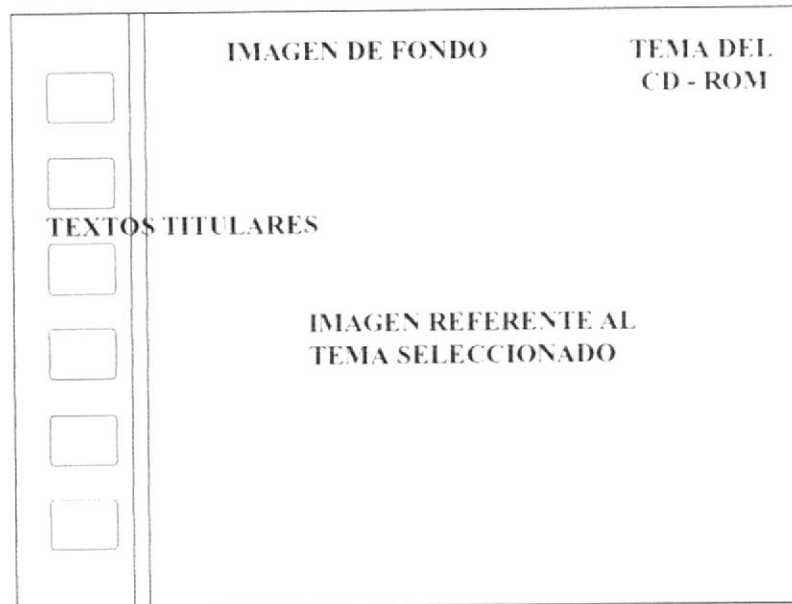 IMAGEN DE FONDO
TEMA DEL
CD - ROM
TEXTOS TITULARES
IMAGEN REFERENTE AL
TEMA SELECCIONADO